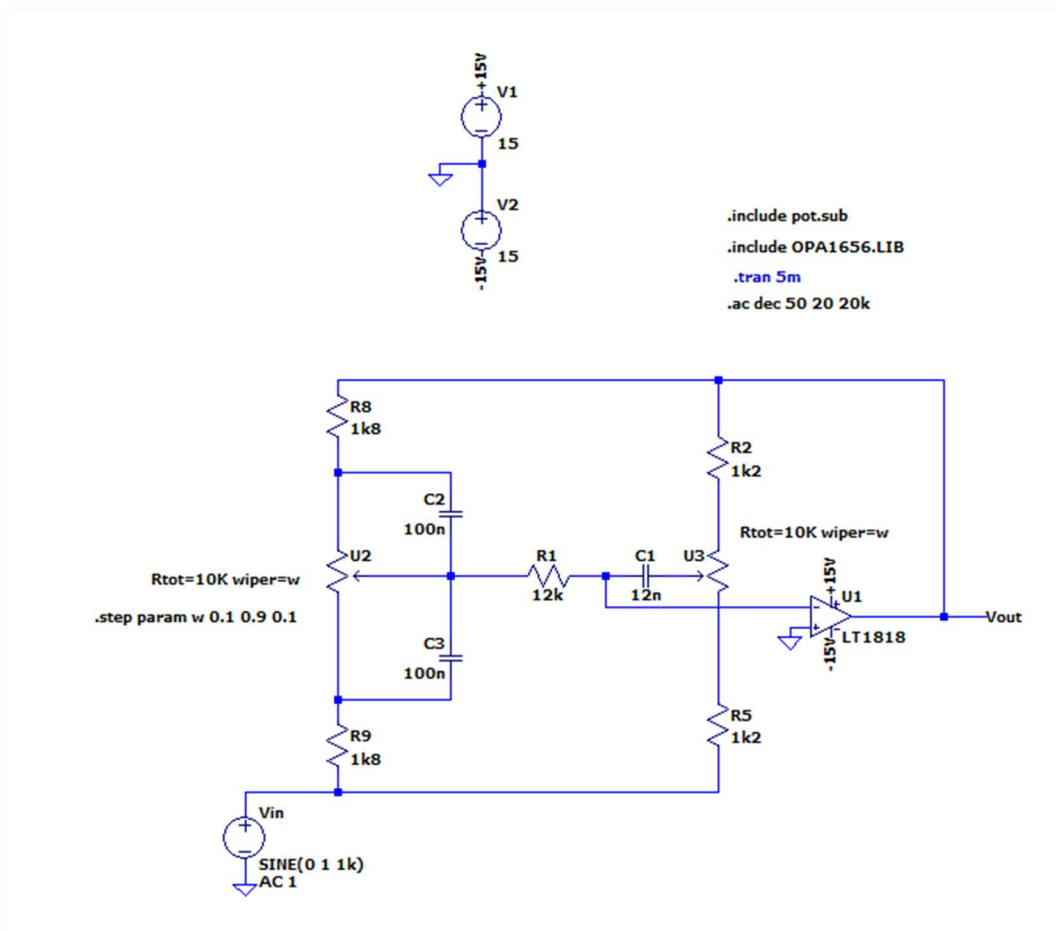 +15V
V1
15
V2
15
-15V
.include pot.sub
.include OPA1656.LIB
.tran 5m
.ac dec 50 20 20k
R8
1k8
R2
1k2
C2
100n
Rtot=10K wiper=w
U2
R1
12k
C1
12n
U3
Rtot=10K wiper=w
.step param w 0.1 0.9 0.1
+15V
U1
LT1818
-15V
Vout
C3
100n
R9
1k8
R5
1k2
Vin
SINE(0 1 1k)
AC 1